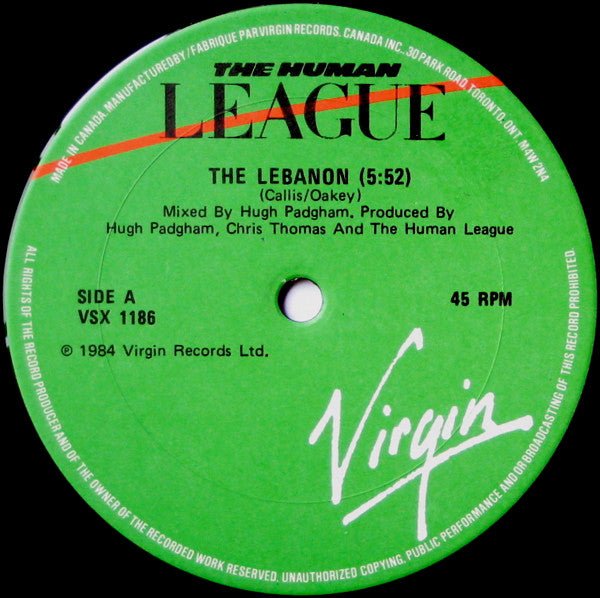 MADE IN CANADA. MANUFACTURED BY / FABRIQUE PAR VIRGIN RECORDS. CANADA INC., 30 PARK ROAD, TORONTO, ONT. M4W 2N4
THE HUMAN
LEAGUE
THE LEBANON (5:52)
(Callis/Oakey)
Mixed By Hugh Padgham. Produced By
Hugh Padgham, Chris Thomas And The Human League
SIDE A
VSX 1186
45 RPM
℗ 1984 Virgin Records Ltd.
Virgin
ALL RIGHTS OF THE RECORD PRODUCER AND OF THE OWNER OF THE RECORDED WORK RESERVED. UNAUTHORIZED COPYING, PUBLIC PERFORMANCE AND/OR BROADCASTING OF THIS RECORD PROHIBITED.